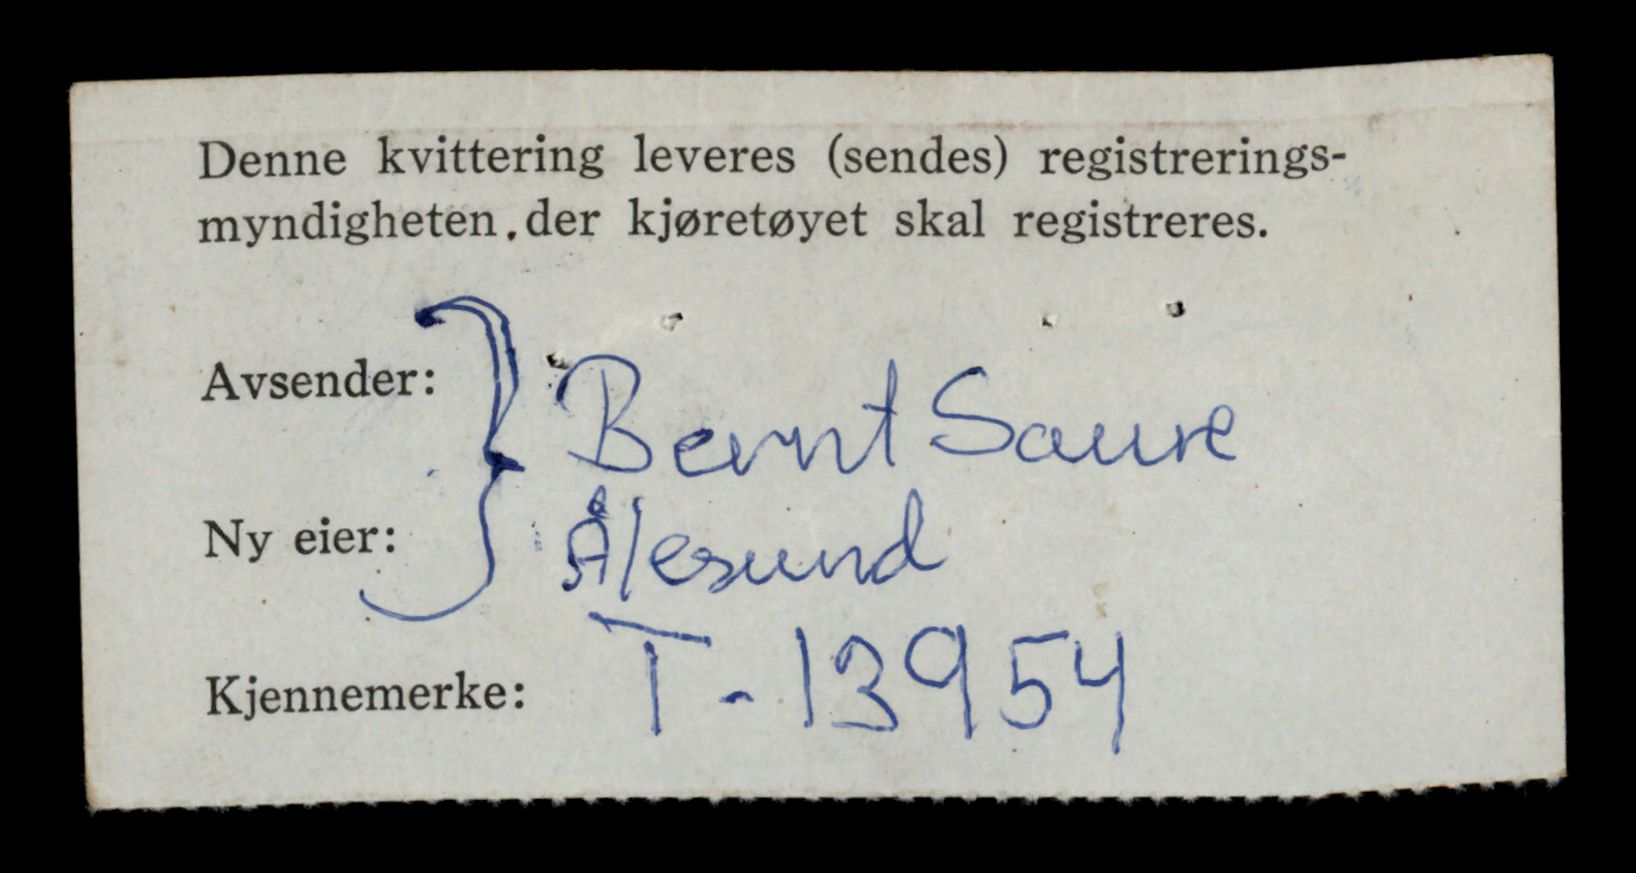 Denne kvittering leveres (sendes) registrerings-
myndigheten der kjøretøyet skal registreres.
Avsender: } Bernt Saure
Ny eier: Ålesund
Kjennemerke: T-13954